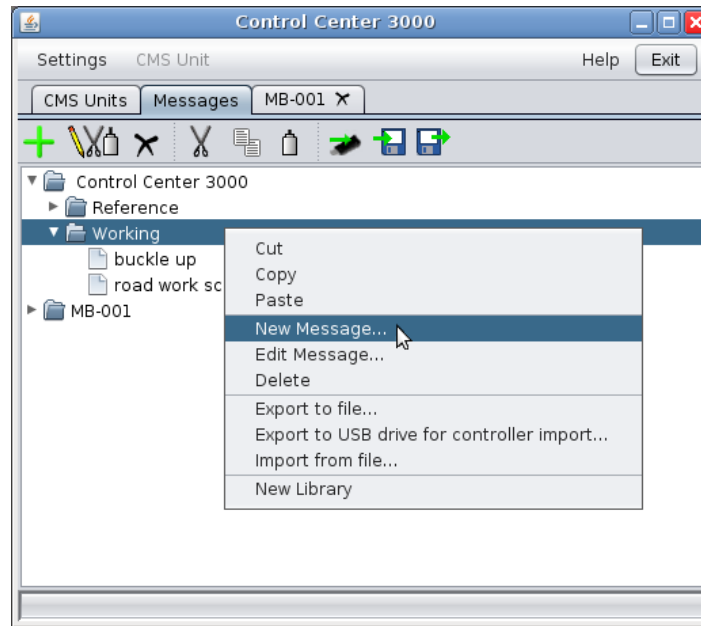 Control Center 3000
Settings CMS Unit Help Exit
CMS Units Messages MB-001
Control Center 3000
Reference
Working
buckle up
road work sc
MB-001
Cut
Copy
Paste
New Message...
Edit Message...
Delete
Export to file...
Export to USB drive for controller import...
Import from file...
New Library